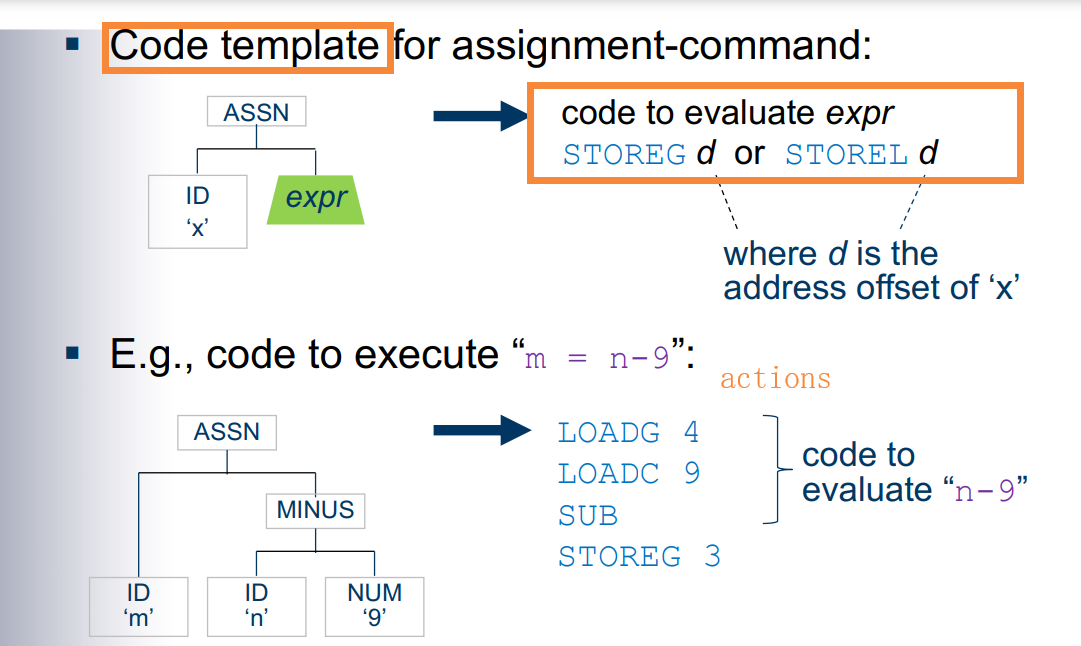 Code template for assignment-command:
ASSN
ID
‘x’
expr
code to evaluate expr
STOREG d or STOREL d
where d is the
address offset of ‘x’
E.g., code to execute “m = n-9”:
actions
ASSN
MINUS
ID
‘m’
ID
‘n’
NUM
‘9’
LOADG 4
LOADC 9
SUB
STOREG 3
code to
evaluate “n-9”